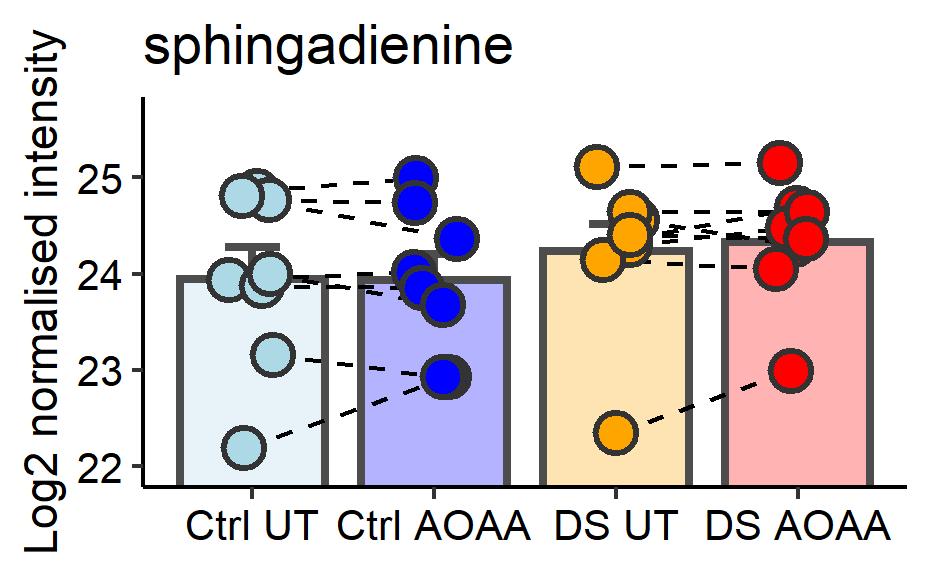 sphingadienine
Log2 normalised intensity
25
24
23
22
Ctrl UT Ctrl AOAA DS UT DS AOAA